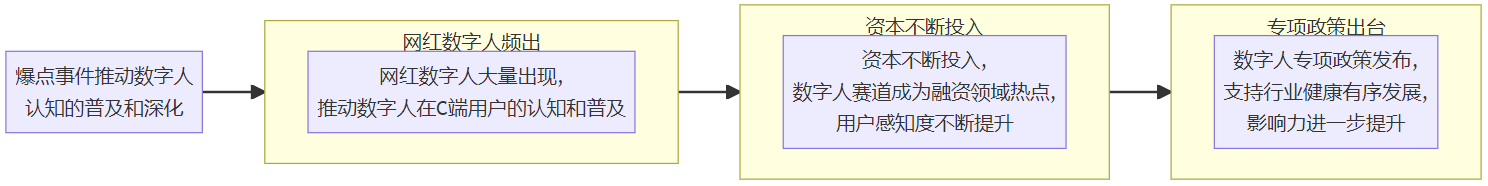 爆点事件推动数字人
认知的普及和深化
网红数字人频出
网红数字人大量出现，
推动数字人在C端用户的认知和普及
资本不断投入
资本不断投入，
数字人赛道成为融资领域热点，
用户感知度不断提升
专项政策出台
数字人专项政策发布，
支持行业健康有序发展，
影响力进一步提升